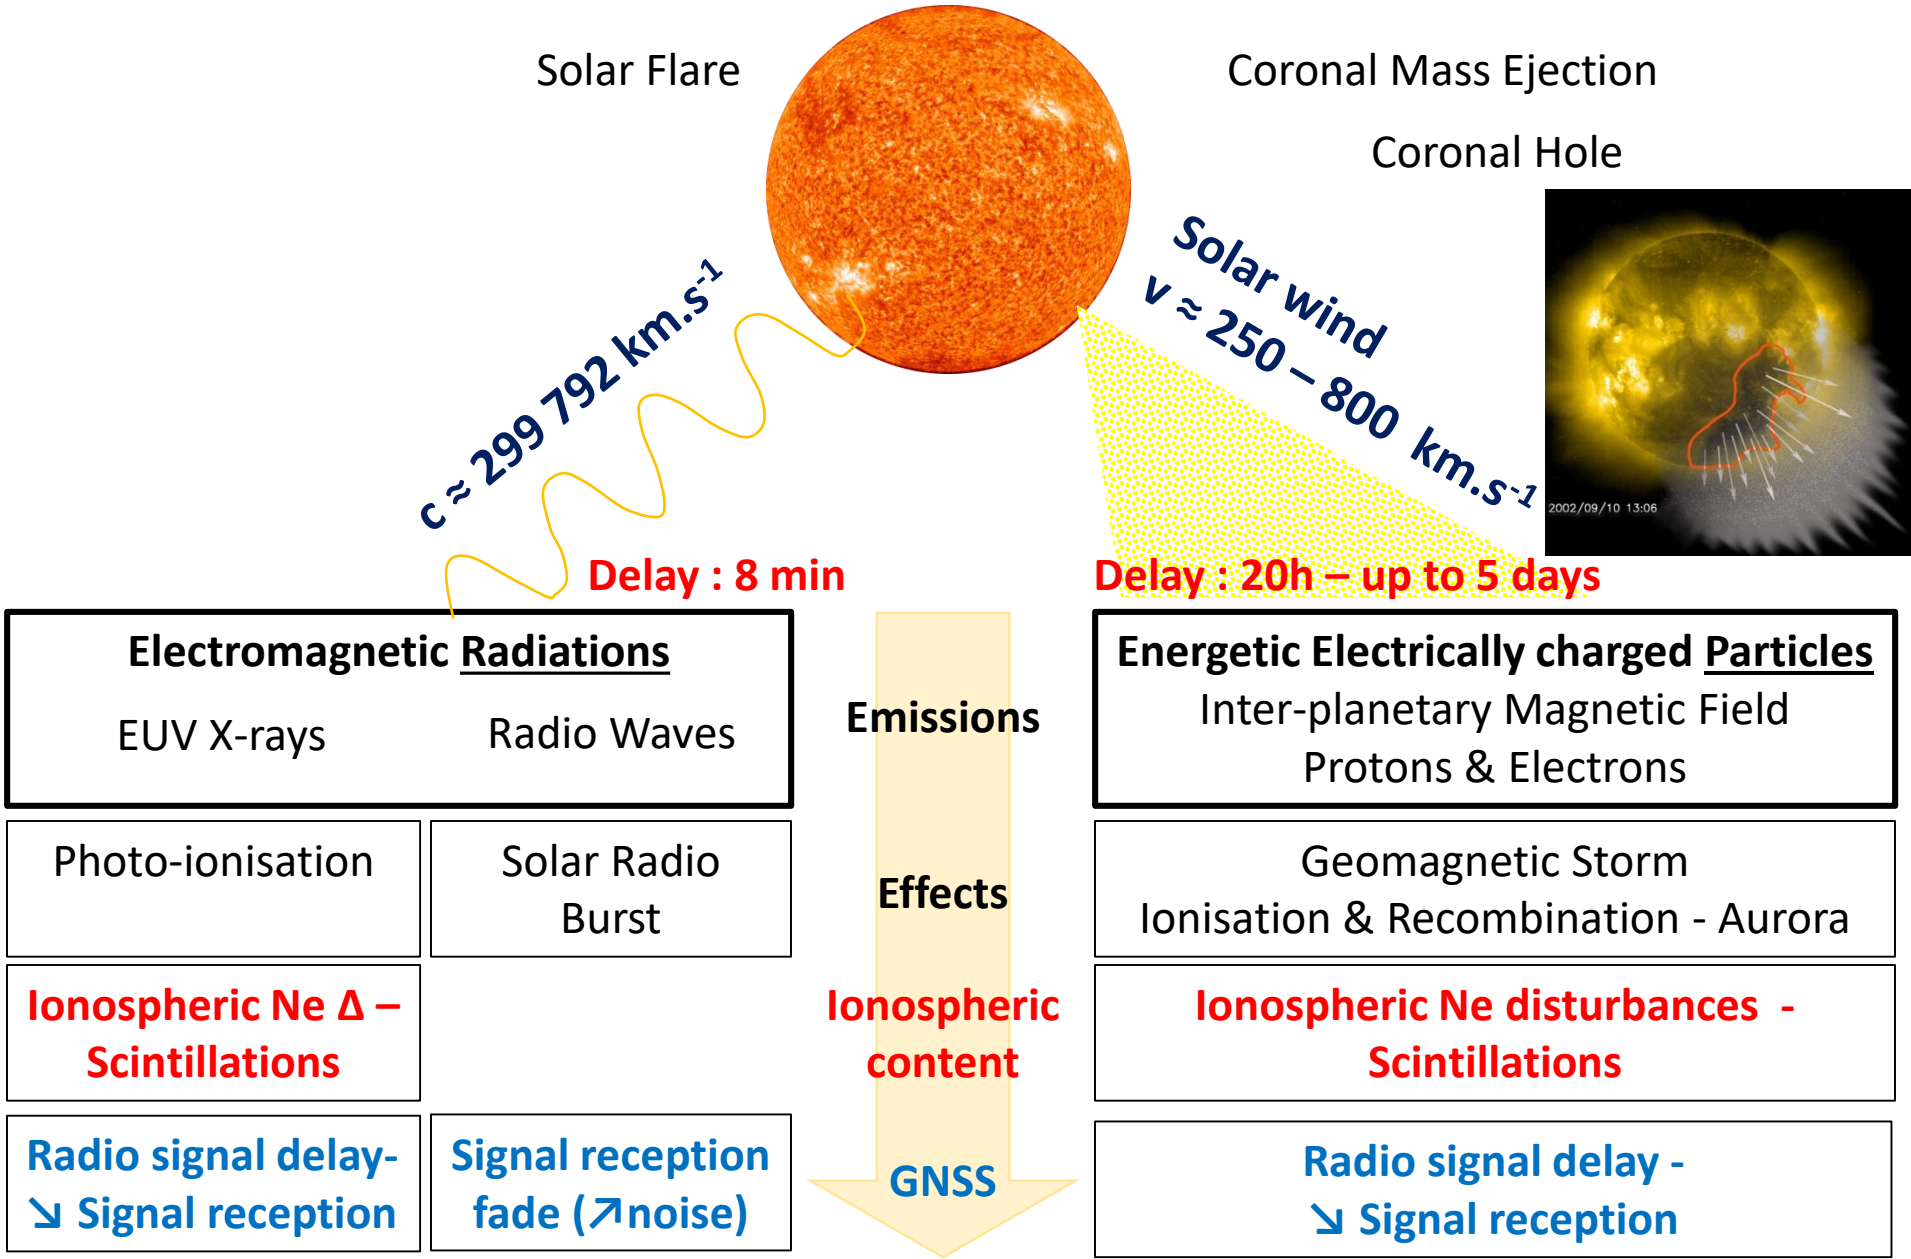 Solar Flare
Coronal Mass Ejection
Coronal Hole
c ≈ 299 792 km.s-1
Solar wind
v ≈ 250 – 800 km.s-1
2002/09/10 13:06
Delay : 8 min
Delay : 20h – up to 5 days
Electromagnetic Radiations
EUV X-rays
Radio Waves
Emissions
Energetic Electrically charged Particles
Inter-planetary Magnetic Field
Protons & Electrons
Photo-ionisation
Solar Radio
Burst
Effects
Geomagnetic Storm
Ionisation & Recombination - Aurora
Ionospheric Ne Δ –
Scintillations
Ionospheric
content
Ionospheric Ne disturbances -
Scintillations
Radio signal delay-
↘ Signal reception
Signal reception
fade (↗noise)
GNSS
Radio signal delay -
↘ Signal reception